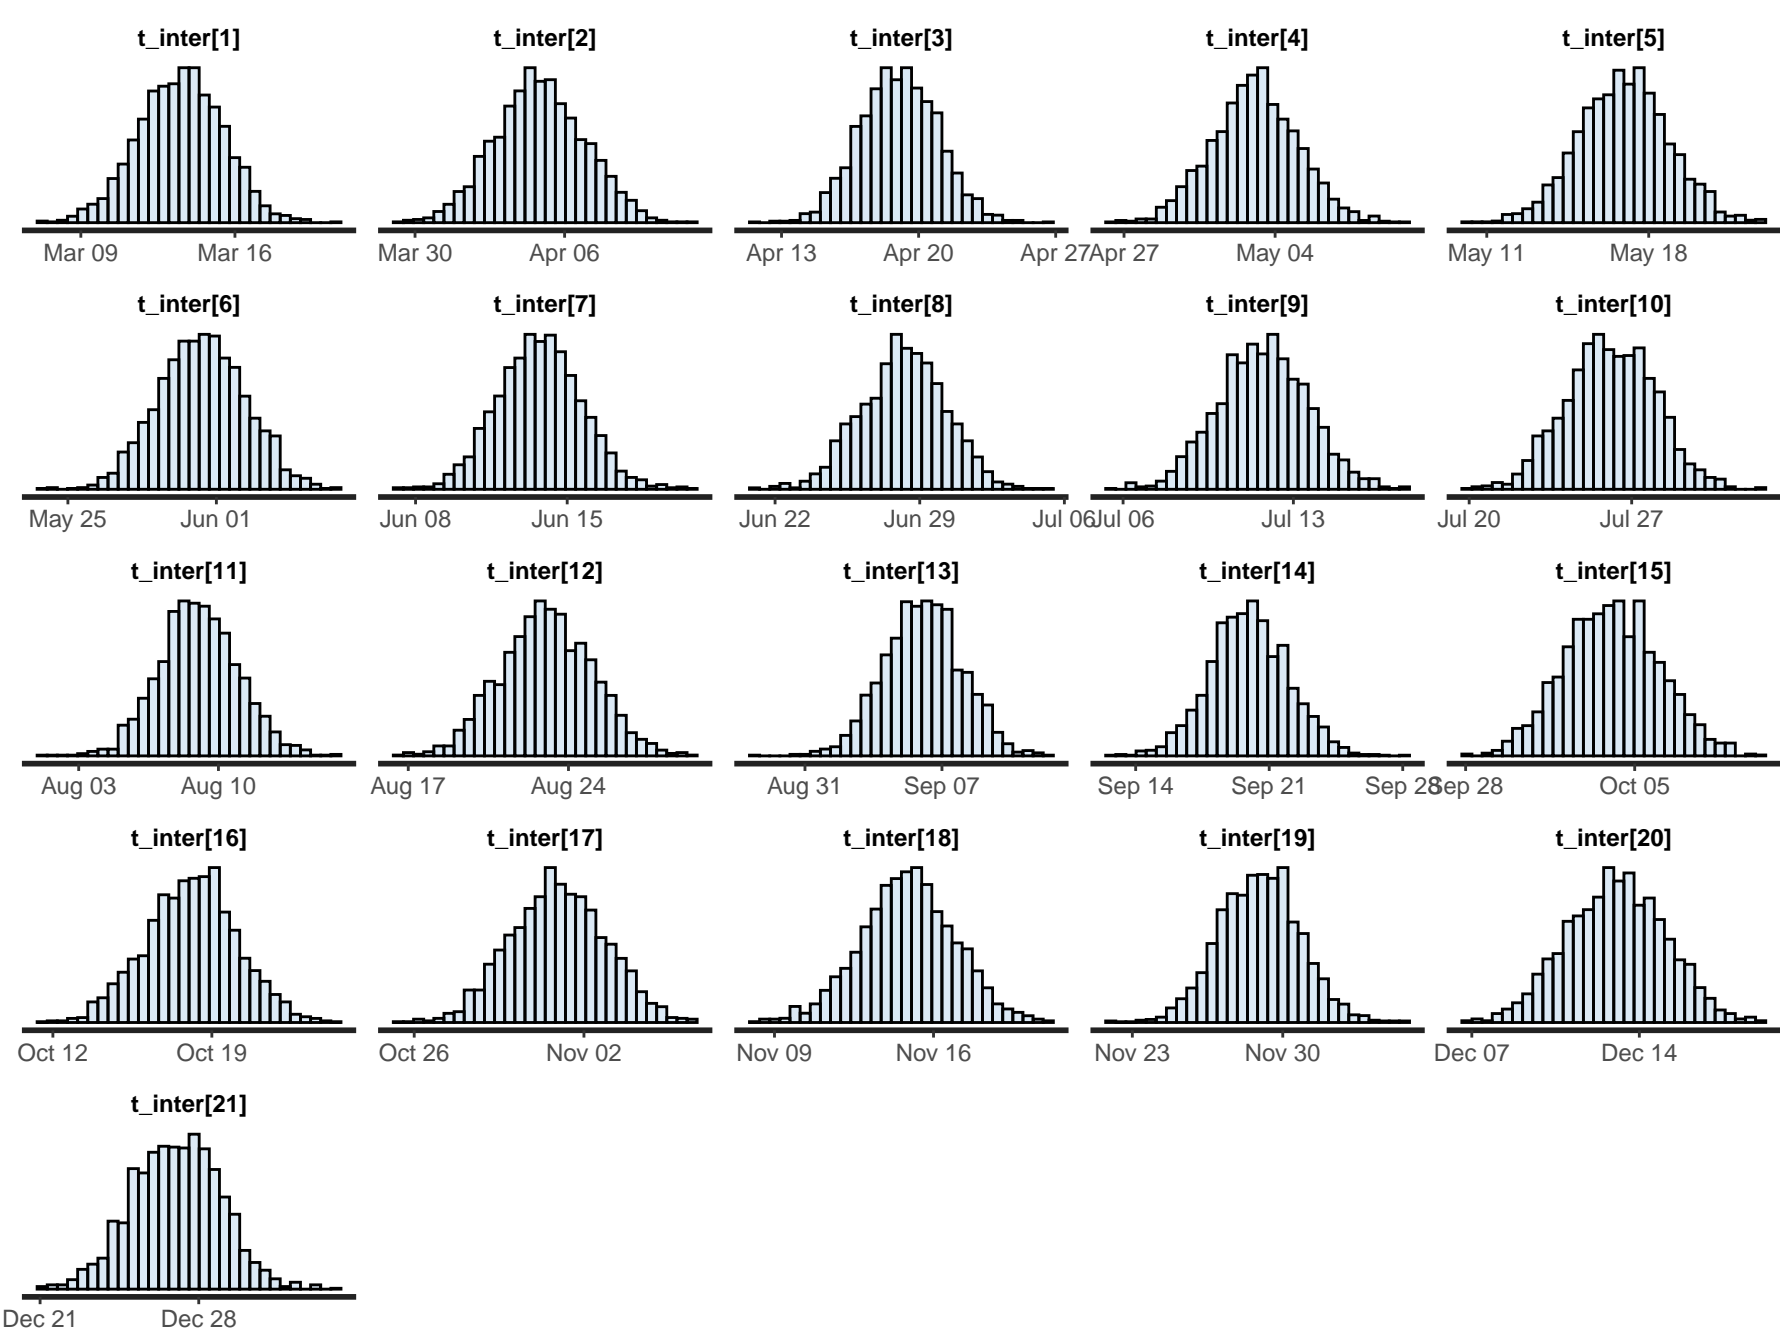 t_inter[1] t_inter[2] t_inter[3] t_inter[4] t_inter[5]
Mar 09 Mar 16 Mar 30 Apr 06 Apr 13 Apr 20 Apr 27 Apr 27 May 04 May 11 May 18
t_inter[6] t_inter[7] t_inter[8] t_inter[9] t_inter[10]
May 25 Jun 01 Jun 08 Jun 15 Jun 22 Jun 29 Jul 06 Jul 06 Jul 13 Jul 20 Jul 27
t_inter[11] t_inter[12] t_inter[13] t_inter[14] t_inter[15]
Aug 03 Aug 10 Aug 17 Aug 24 Aug 31 Sep 07 Sep 14 Sep 21 Sep 28 Sep 28 Oct 05
t_inter[16] t_inter[17] t_inter[18] t_inter[19] t_inter[20]
Oct 12 Oct 19 Oct 26 Nov 02 Nov 09 Nov 16 Nov 23 Nov 30 Dec 07 Dec 14
t_inter[21]
Dec 21 Dec 28